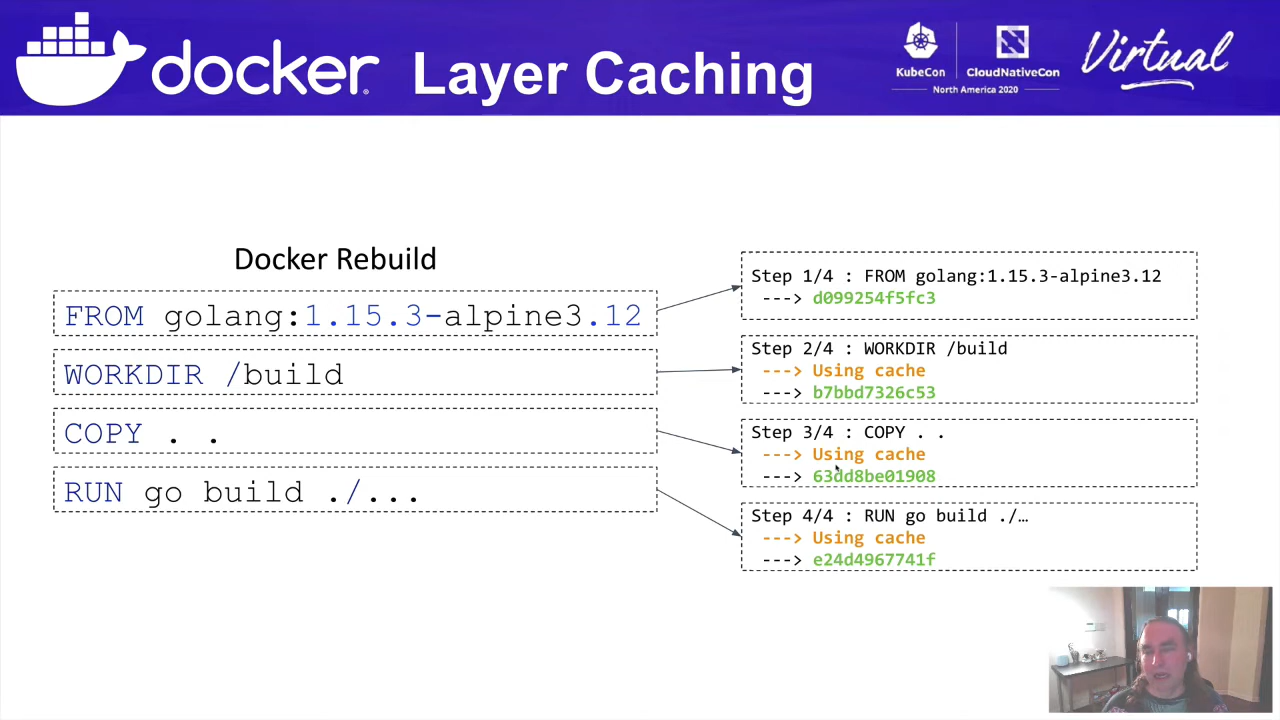 docker Layer Caching
KubeCon
CloudNativeCon
North America 2020
Virtual
Docker Rebuild
FROM golang:1.15.3-alpine3.12
WORKDIR /build
COPY . .
RUN go build ./...
Step 1/4 : FROM golang:1.15.3-alpine3.12
---> d099254f5fc3
Step 2/4 : WORKDIR /build
---> Using cache
---> b7bbd7326c53
Step 3/4 : COPY . .
---> Using cache
---> 63dd8be01908
Step 4/4 : RUN go build ./…
---> Using cache
---> e24d4967741f